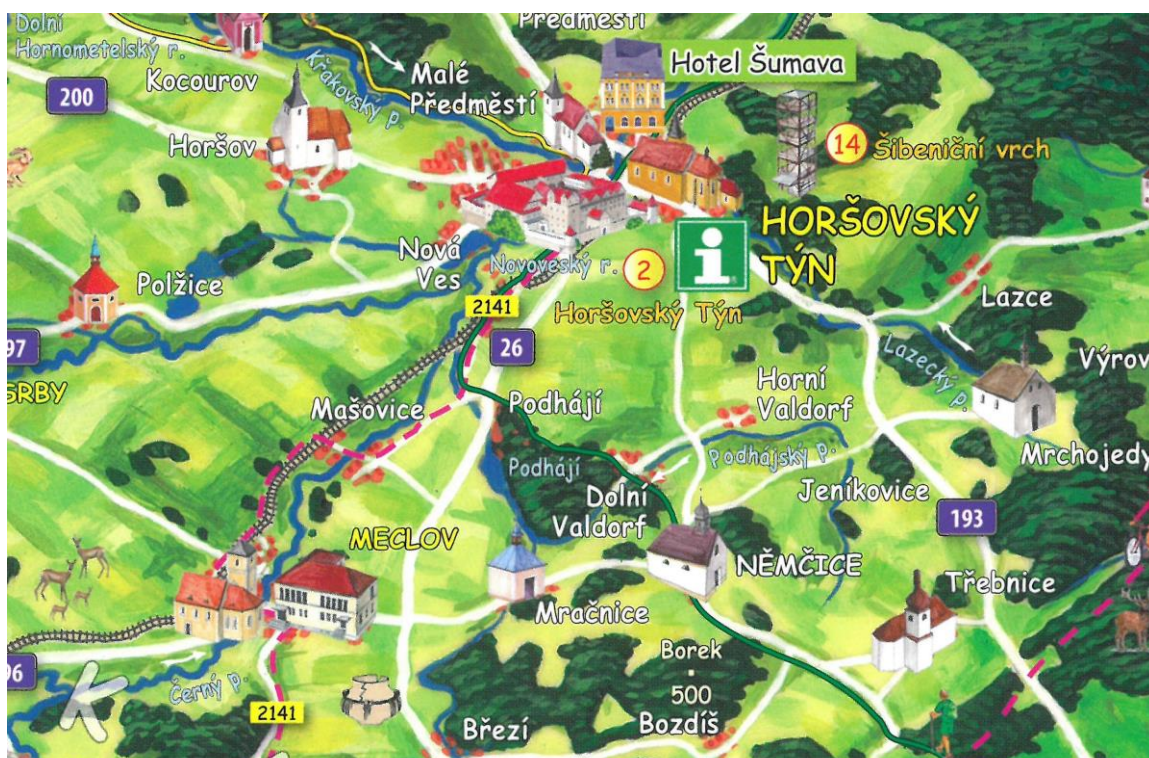 Dolní
Předměstí
Hornometelský r.
200
Kocourov
Křakovský p.
Malé
Předměstí
Hotel Šumava
Horšov
14 Šibeniční vrch
HORŠOVSKÝ
TÝN
Nová
Ves
Novoveský r.
2
i
Horšovský Týn
Polžice
2141
Lazce
97
26
Lazecký p.
Výrov
SRBY
Mašovice
Podhájí
Horní
Valdorf
Podhájí
Podhájský p.
Mrchojedy
Dolní
Valdorf
Jeníkovice
193
MECLOV
NĚMČICE
Třebnice
Mračnice
Borek
500
96
Černý p.
K
2141
Březí
Bozdíš